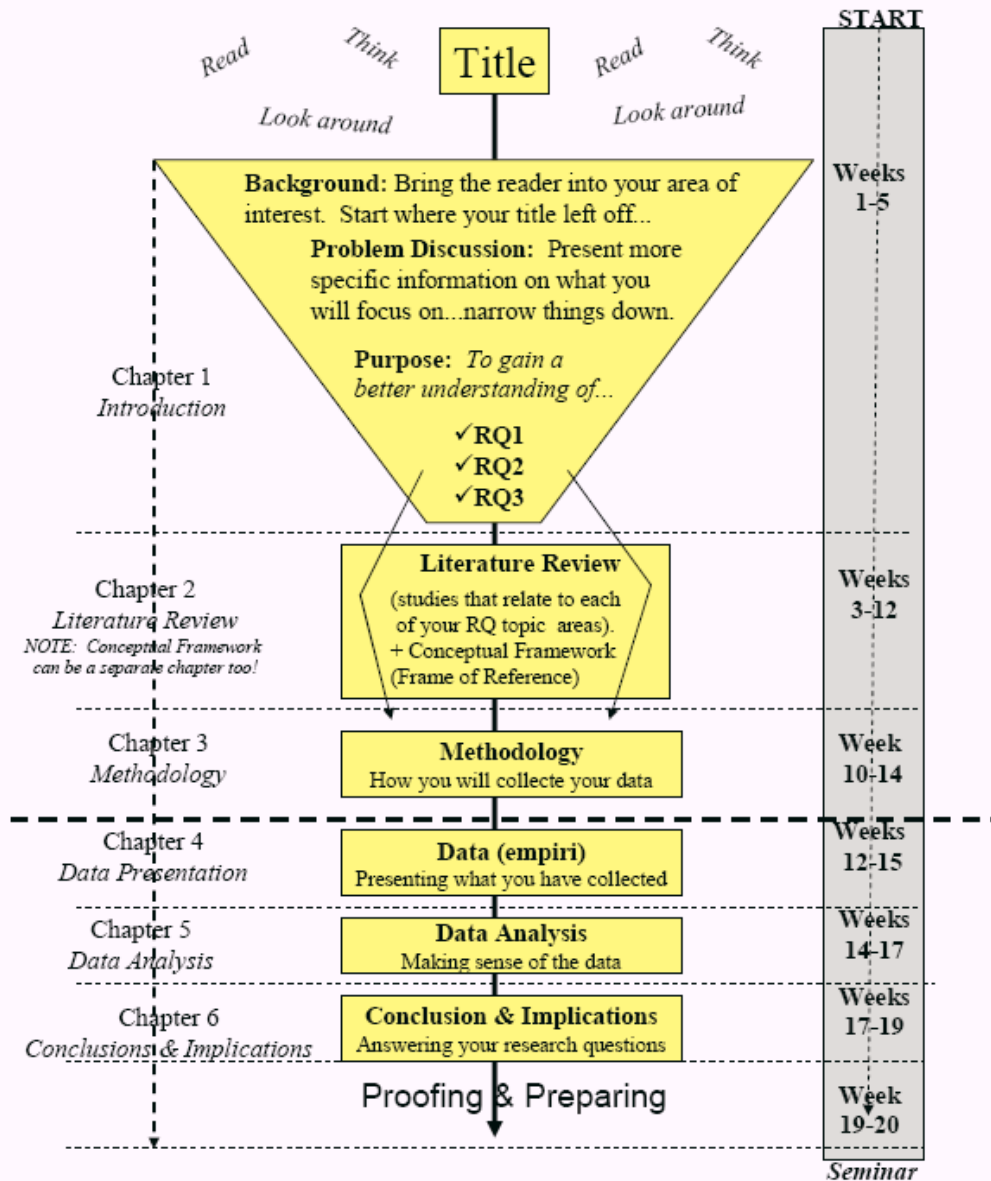 START
Read
Think
Title
Read
Think
Look around
Look around
Background: Bring the reader into your area of
interest. Start where your title left off...
Problem Discussion: Present more
specific information on what you
will focus on...narrow things down.
Purpose: To gain a
better understanding of...
✓RQ1
✓RQ2
✓RQ3
Weeks
1-5
Chapter 1
Introduction
Literature Review
(studies that relate to each
of your RQ topic areas).
+ Conceptual Framework
(Frame of Reference)
Chapter 2
Literature Review
NOTE: Conceptual Framework
can be a separate chapter too!
Weeks
3-12
Chapter 3
Methodology
Methodology
How you will collecte your data
Week
10-14
Chapter 4
Data Presentation
Data (empiri)
Presenting what you have collected
Weeks
12-15
Chapter 5
Data Analysis
Data Analysis
Making sense of the data
Weeks
14-17
Chapter 6
Conclusions & Implications
Conclusion & Implications
Answering your research questions
Weeks
17-19
Proofing & Preparing
Week
19-20
Seminar